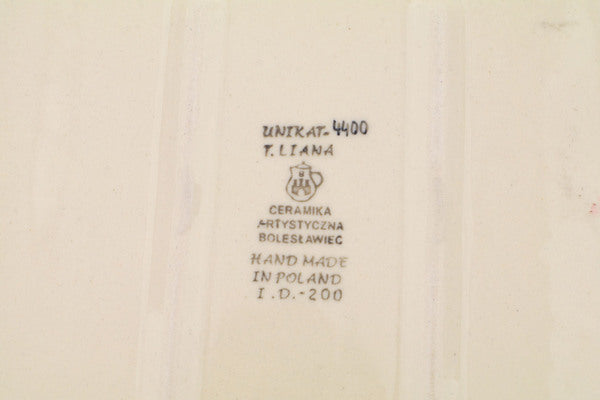 UNIKAT-4400
T. LIANA
CERAMIKA
ARTYSTYCZNA
BOLESŁAWIEC
HAND MADE
IN POLAND
I.D.-200